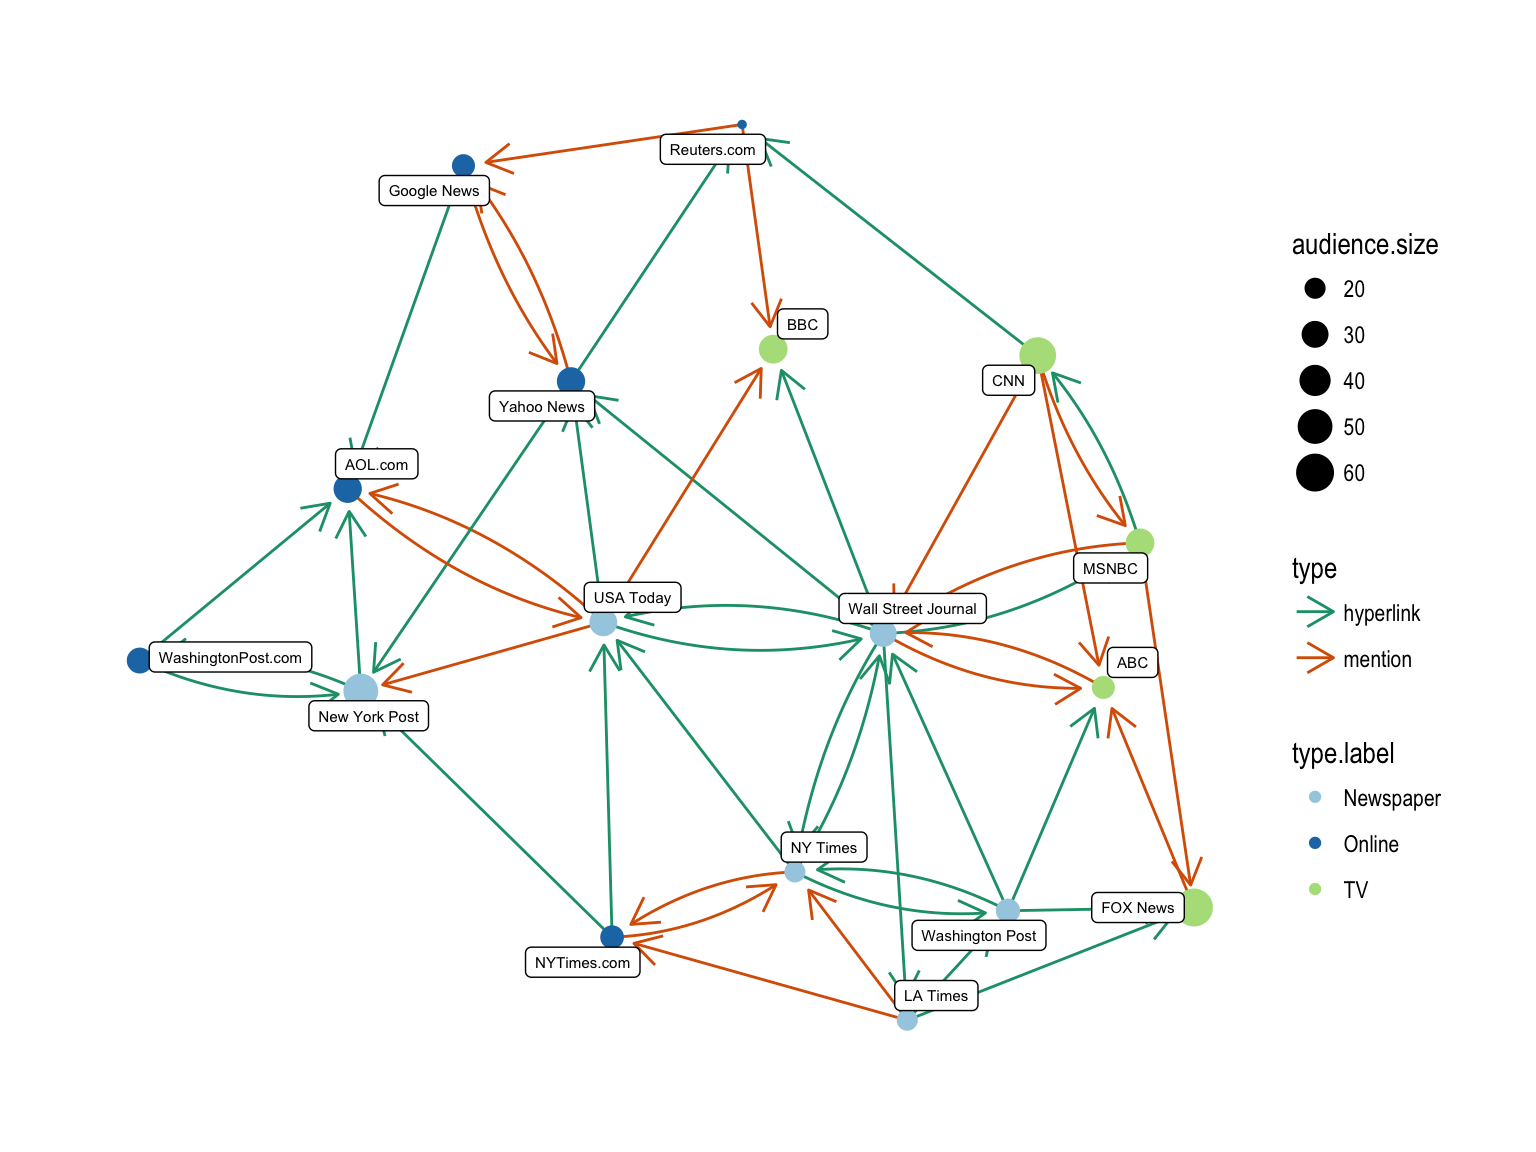 Reuters.com
Google News
BBC
CNN
Yahoo News
AOL.com
MSNBC
USA Today
Wall Street Journal
WashingtonPost.com
ABC
New York Post
NY Times
FOX News
Washington Post
NYTimes.com
LA Times
audience.size
20
30
40
50
60
type
hyperlink
mention
type.label
Newspaper
Online
TV